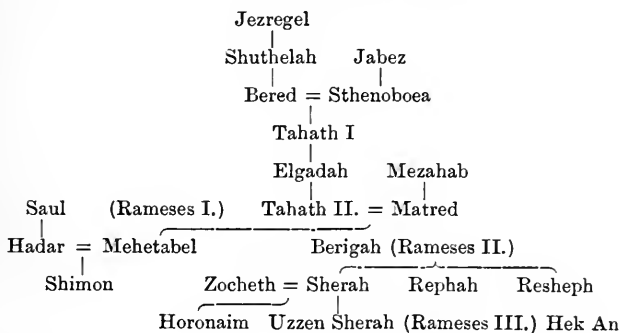 Jezregel
Shuthelah Jabez
Bered = Sthenoboea
Tahath I
Elgadah Mezahab
Saul (Rameses I.) Tahath II. = Matred
Hadar = Mehetabel Berigah (Rameses II.)
Shimon Zocheth = Sherah Rephah Resheph
Horonaim Uzzen Sherah (Rameses III.) Hek An